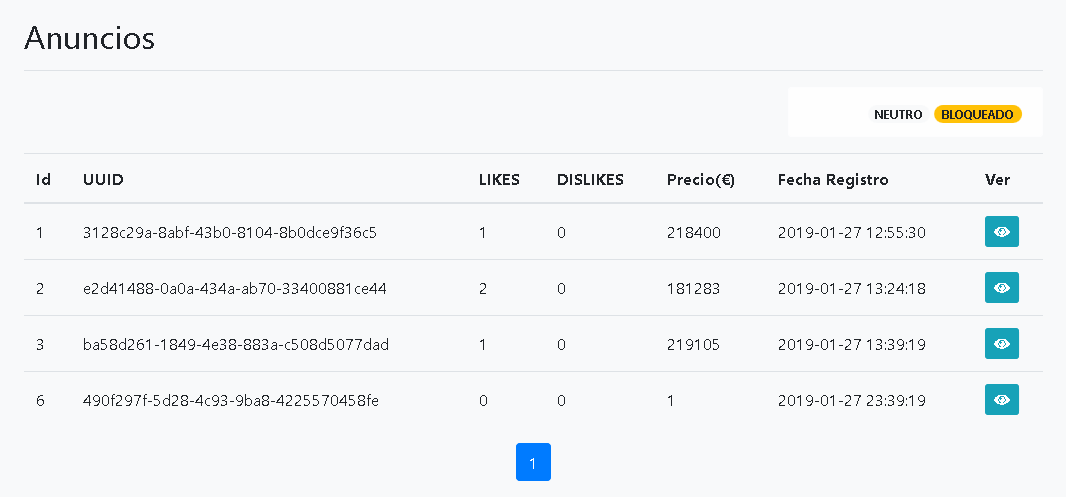 Anuncios
NEUTRO BLOQUEADO
Id UUID LIKES DISLIKES Precio(€) Fecha Registro Ver
1 3128c29a-8abf-43b0-8104-8b0dce9f36c5 1 0 218400 2019-01-27 12:55:30
2 e2d41488-0a0a-434a-ab70-33400881ce44 2 0 181283 2019-01-27 13:24:18
3 ba58d261-1849-4e38-883a-c508d5077dad 1 0 219105 2019-01-27 13:39:19
6 490f297f-5d28-4c93-9ba8-4225570458fe 0 0 1 2019-01-27 23:39:19
1